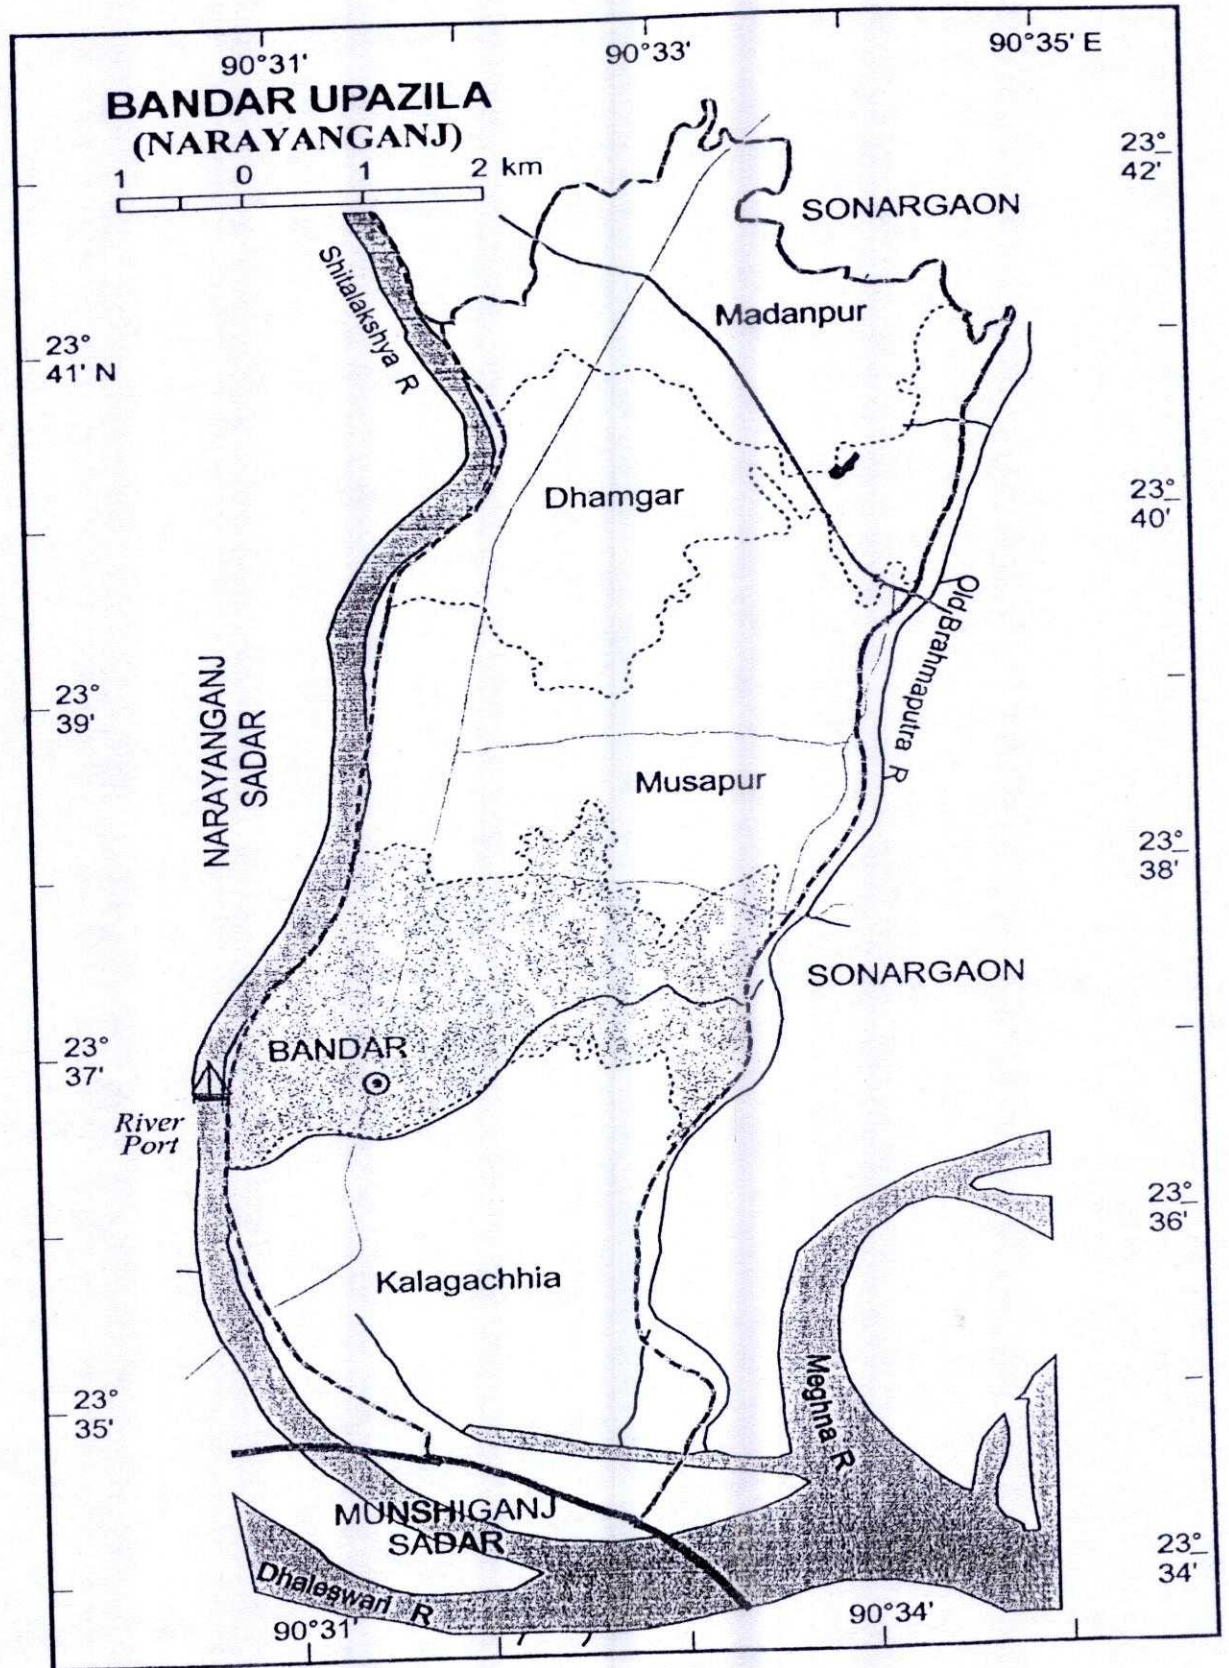 90°31'
90°33'
90°35' E
BANDAR UPAZILA
(NARAYANGANJ)
1 0 1 2 km
23°
42'
SONARGAON
Shitalakshya R
Madanpur
23°
41' N
Dhamgar
23°
40'
Old Brahmaputra R
NARAYANGANJ
SADAR
23°
39'
Musapur
23°
38'
SONARGAON
BANDAR
23°
37'
River
Port
23°
36'
Kalagachhia
Meghna R
23°
35'
MUNSHIGANJ
SADAR
23°
34'
Dhaleswari R
90°31'
90°34'